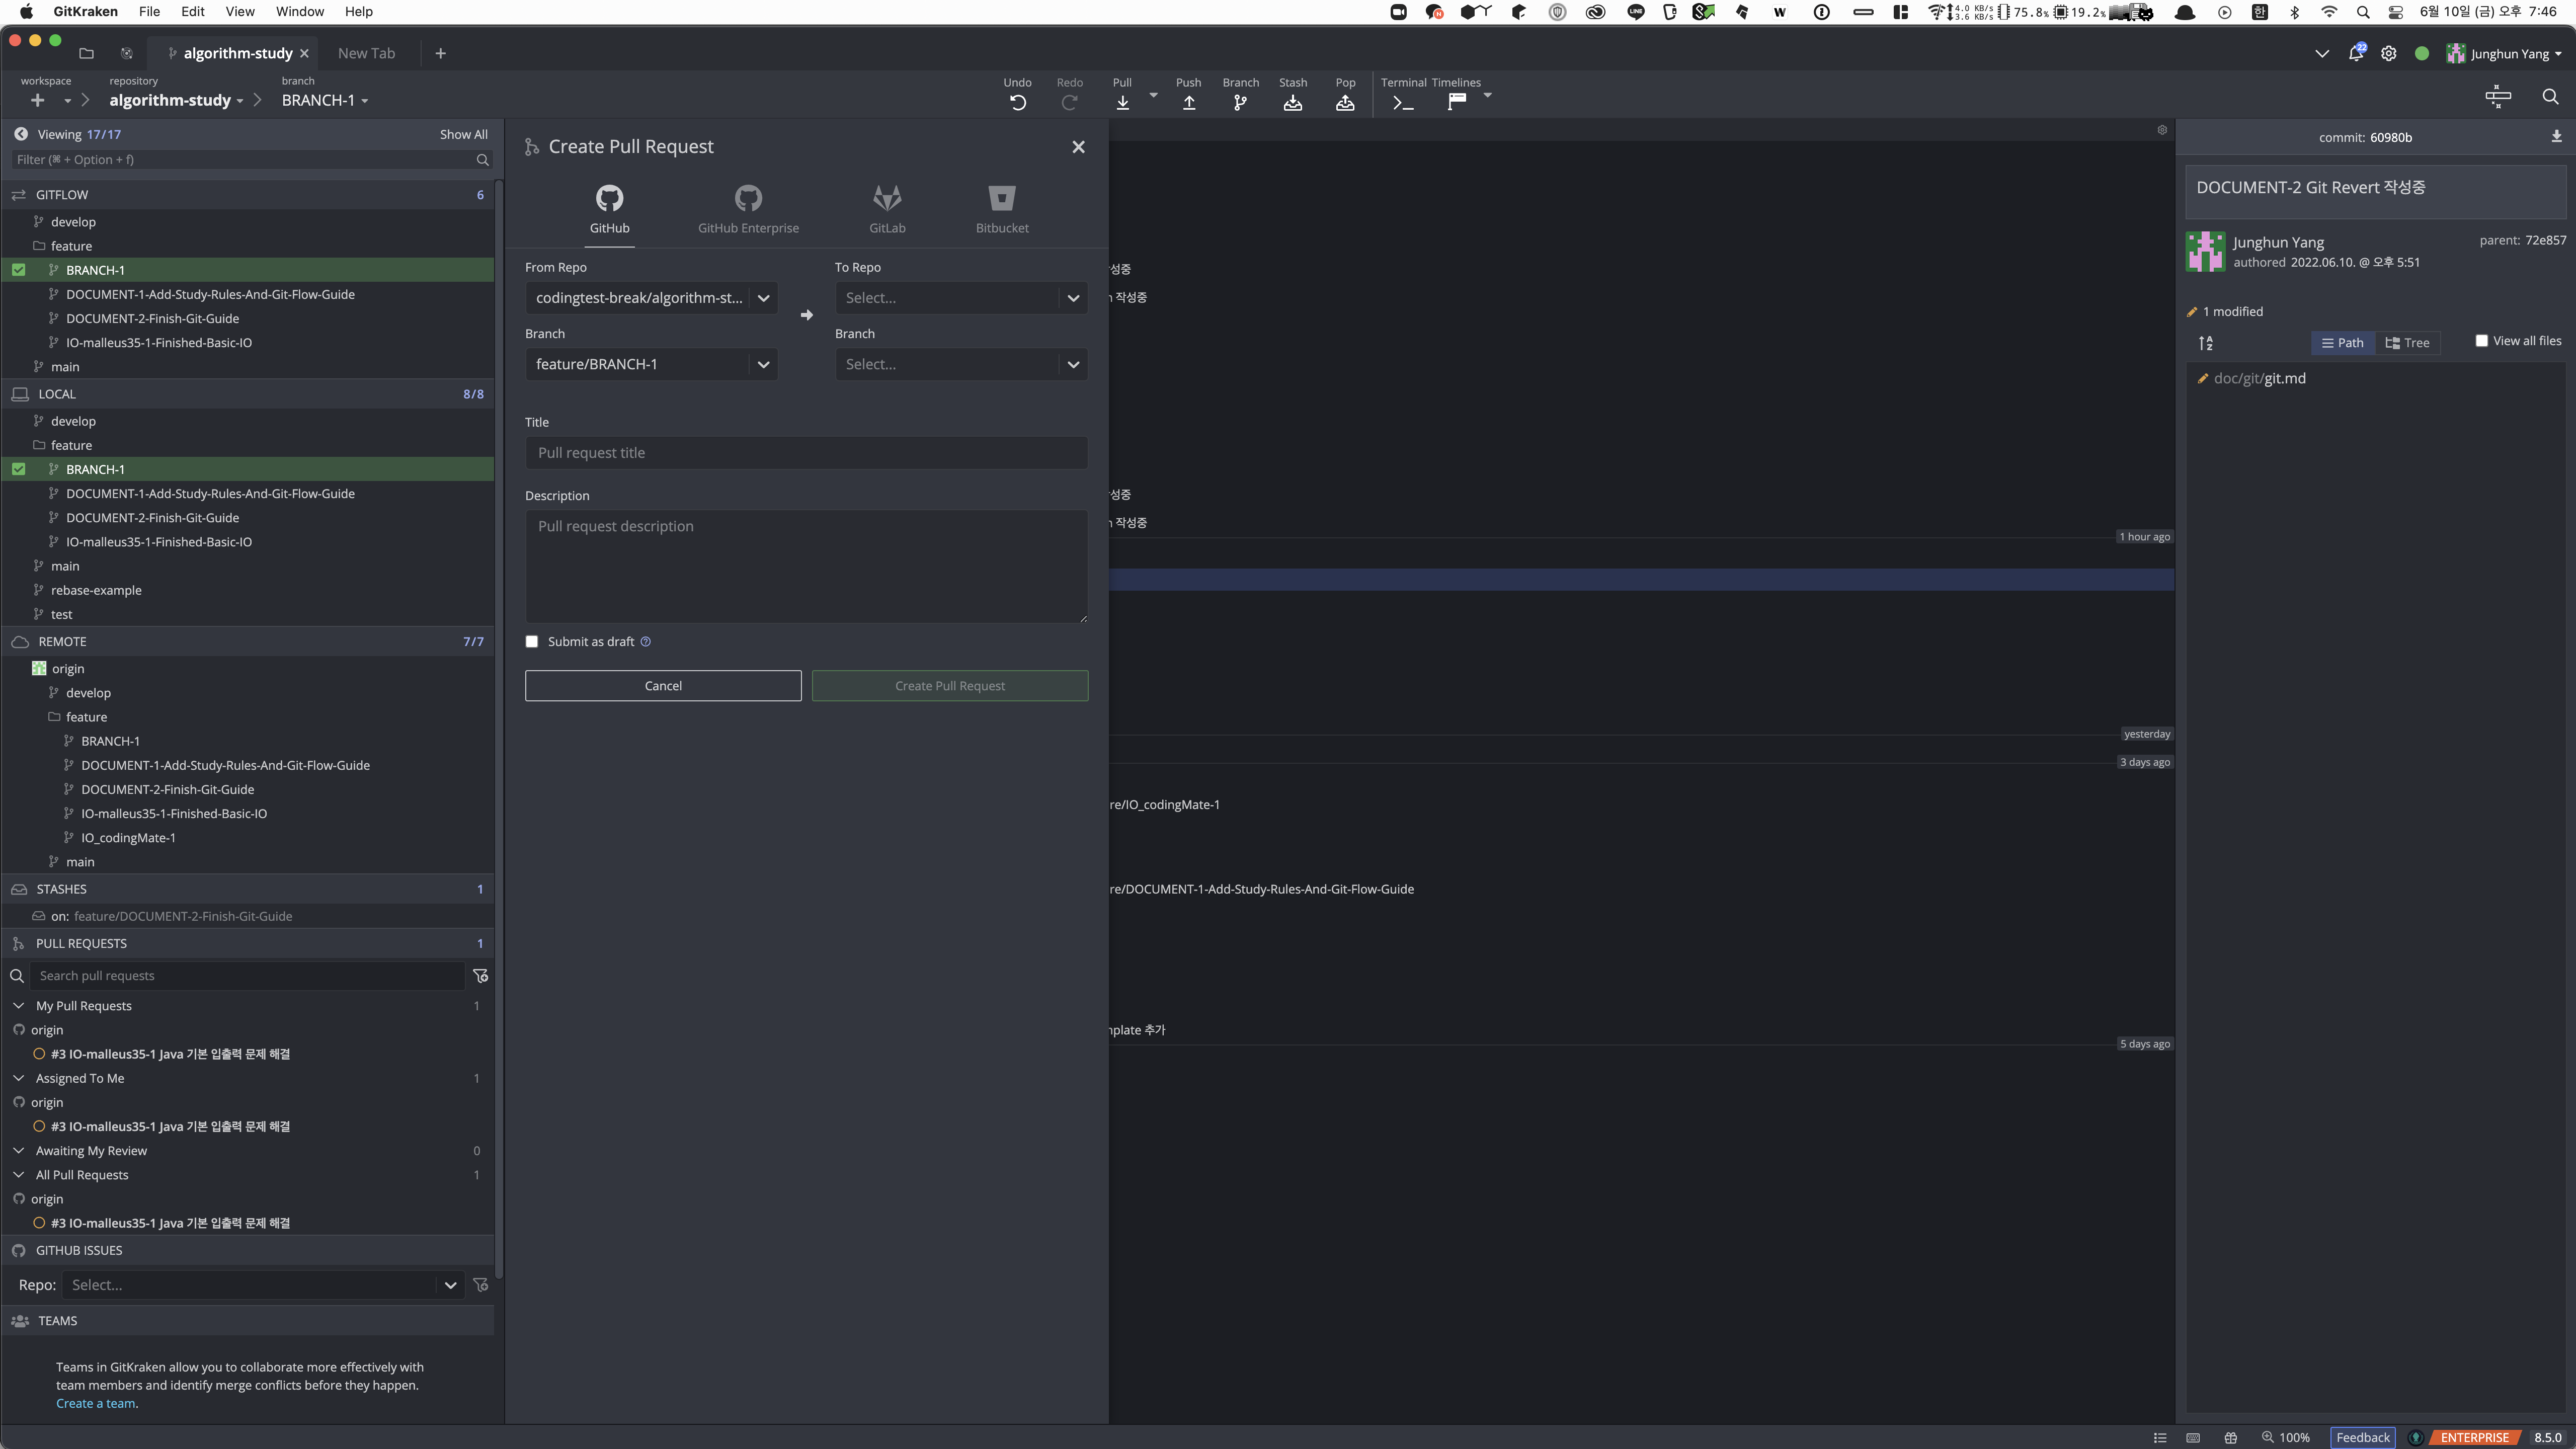 GitKraken File Edit View Window Help
4.0 KB/s
3.6 KB/s
75.8%
19.2%
한
6월 10일 (금) 오후 7:46
algorithm-study
New Tab
22
Junghun Yang
workspace
repository
algorithm-study
branch
BRANCH-1
Undo
Redo
Pull
Push
Branch
Stash
Pop
Terminal
Timelines
Viewing 17/17
Show All
Filter (⌘ + Option + f)
GITFLOW 6
develop
feature
BRANCH-1
DOCUMENT-1-Add-Study-Rules-And-Git-Flow-Guide
DOCUMENT-2-Finish-Git-Guide
IO-malleus35-1-Finished-Basic-IO
main
LOCAL 8/8
develop
feature
BRANCH-1
DOCUMENT-1-Add-Study-Rules-And-Git-Flow-Guide
DOCUMENT-2-Finish-Git-Guide
IO-malleus35-1-Finished-Basic-IO
main
rebase-example
test
REMOTE 7/7
origin
develop
feature
BRANCH-1
DOCUMENT-1-Add-Study-Rules-And-Git-Flow-Guide
DOCUMENT-2-Finish-Git-Guide
IO-malleus35-1-Finished-Basic-IO
IO_codingMate-1
main
STASHES 1
on: feature/DOCUMENT-2-Finish-Git-Guide
PULL REQUESTS 1
Search pull requests
My Pull Requests 1
origin
#3 IO-malleus35-1 Java 기본 입출력 문제 해결
Assigned To Me 1
origin
#3 IO-malleus35-1 Java 기본 입출력 문제 해결
Awaiting My Review 0
All Pull Requests 1
origin
#3 IO-malleus35-1 Java 기본 입출력 문제 해결
GITHUB ISSUES
Repo: Select...
TEAMS
Teams in GitKraken allow you to collaborate more effectively with
team members and identify merge conflicts before they happen.
Create a team.
Create Pull Request
GitHub
GitHub Enterprise
GitLab
Bitbucket
From Repo
To Repo
codingtest-break/algorithm-st...
Select...
Branch
Branch
feature/BRANCH-1
Select...
Title
Pull request title
Description
Pull request description
Submit as draft
Cancel
Create Pull Request
성중
작성중
성중
작성중
1 hour ago
yesterday
3 days ago
re/IO_codingMate-1
re/DOCUMENT-1-Add-Study-Rules-And-Git-Flow-Guide
nplate 추가
5 days ago
commit: 60980b
DOCUMENT-2 Git Revert 작성중
Junghun Yang
parent: 72e857
authored 2022.06.10. @ 오후 5:51
1 modified
Path
Tree
View all files
doc/git/git.md
100%
Feedback
ENTERPRISE
8.5.0